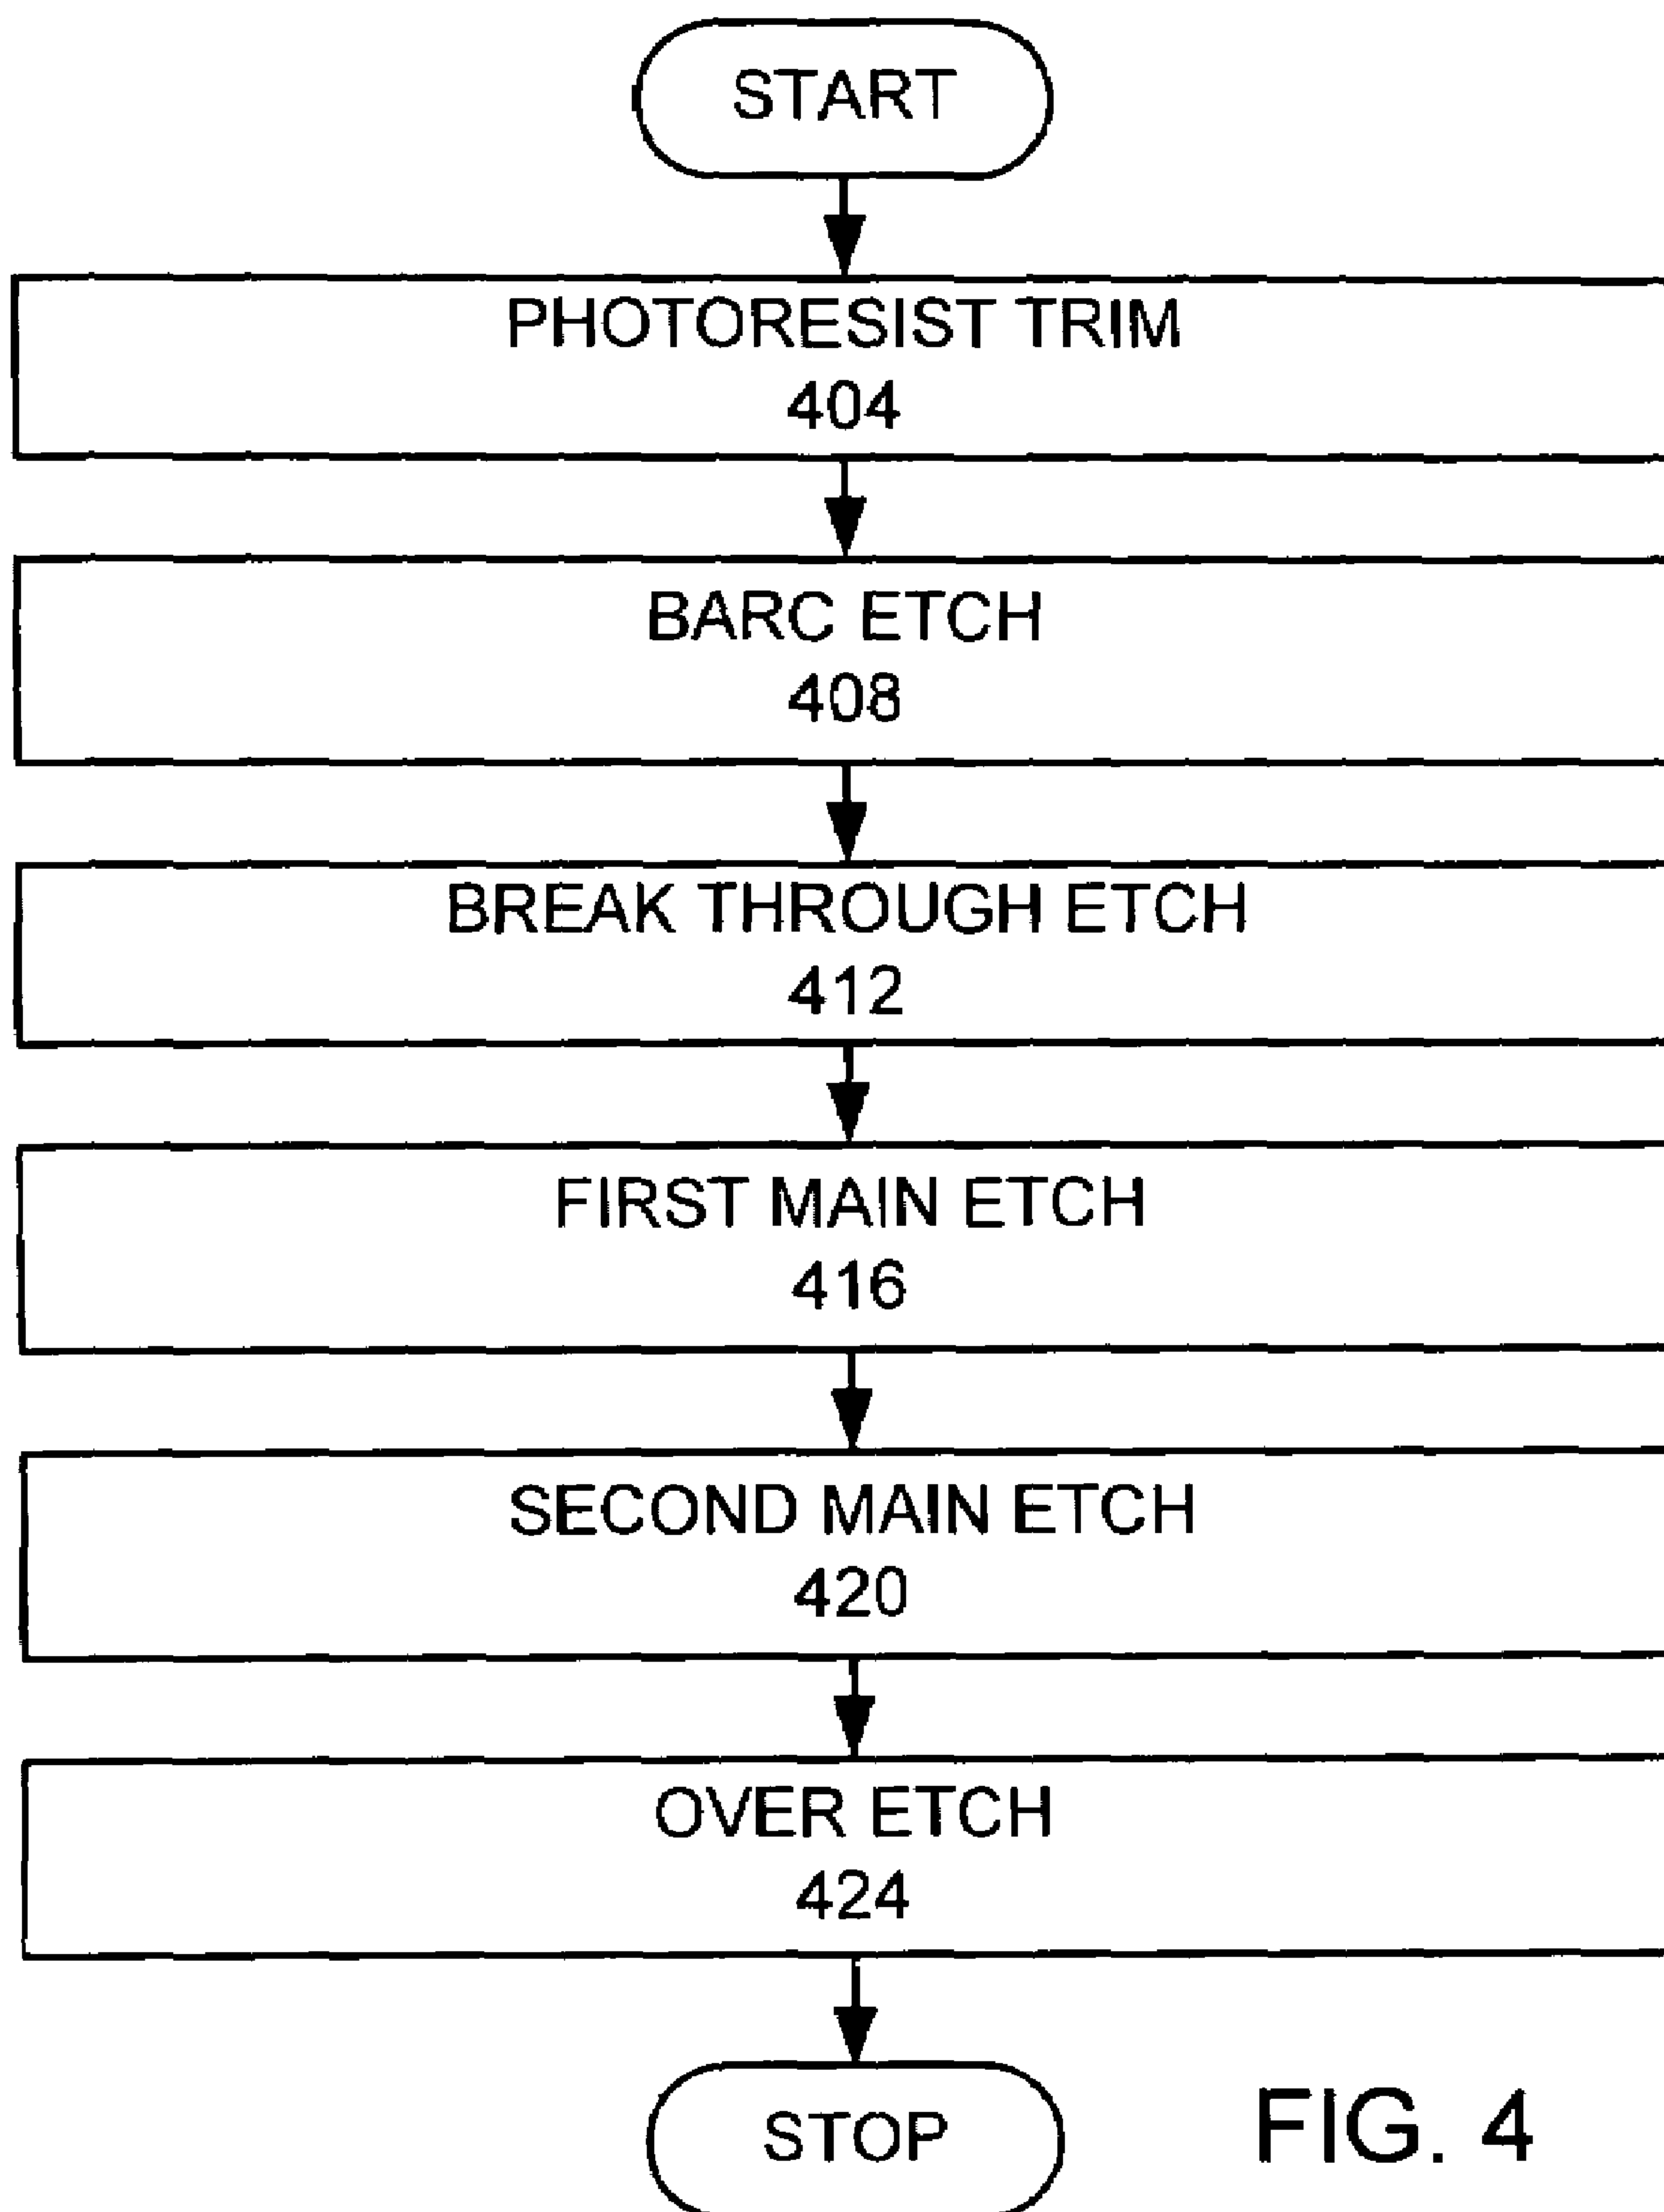 START
PHOTORESIST TRIM
404
BARC ETCH
408
BREAK THROUGH ETCH
412
FIRST MAIN ETCH
416
SECOND MAIN ETCH
420
OVER ETCH
424
STOP
FIG. 4